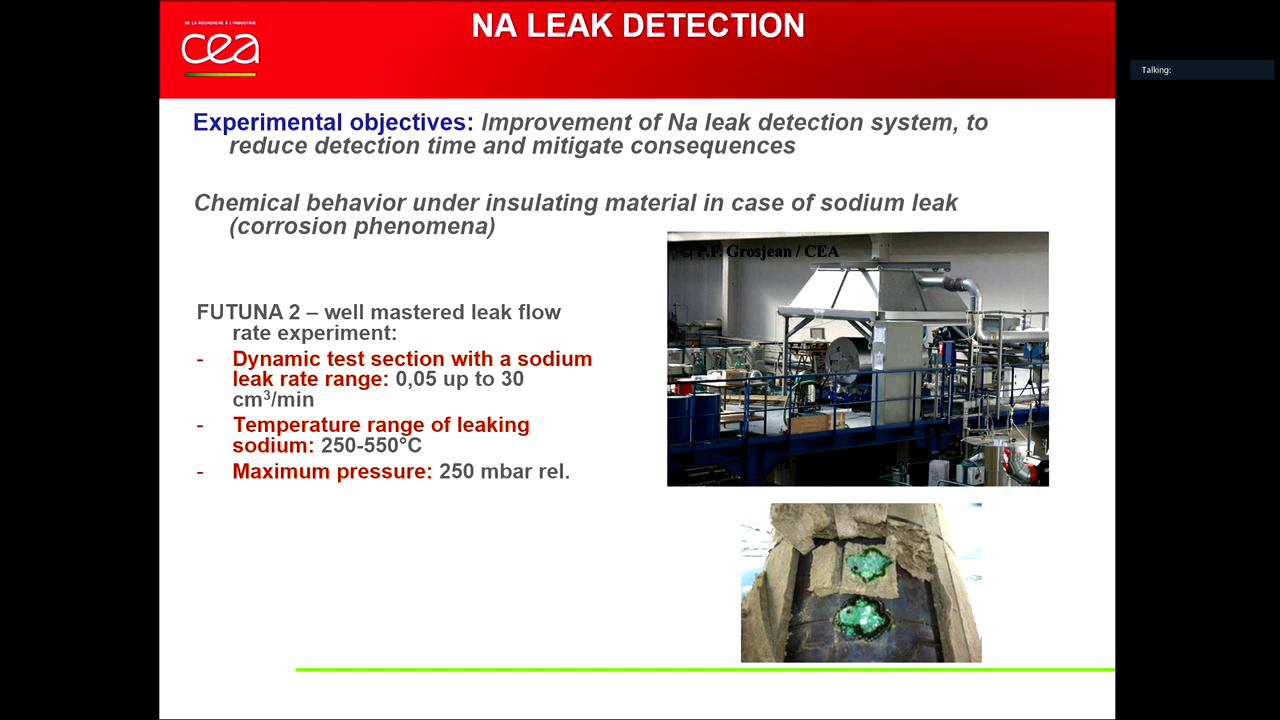 NA LEAK DETECTION
DE LA RECHERCHE À L'INDUSTRIE
cea
Talking:
Experimental objectives: Improvement of Na leak detection system, to
reduce detection time and mitigate consequences
Chemical behavior under insulating material in case of sodium leak
(corrosion phenomena)
Grosjean / CEA
FUTUNA 2 – well mastered leak flow
rate experiment:
- Dynamic test section with a sodium
leak rate range: 0,05 up to 30
cm³/min
- Temperature range of leaking
sodium: 250-550°C
- Maximum pressure: 250 mbar rel.